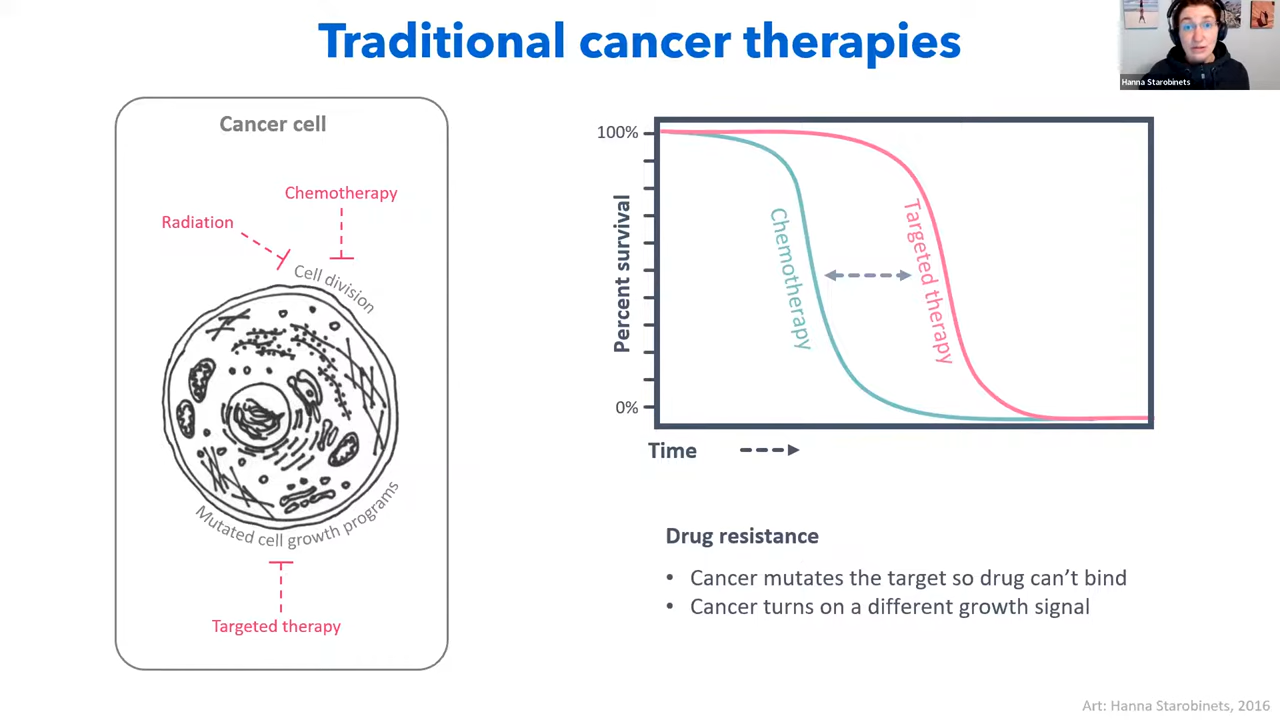 Traditional cancer therapies
Hanna Starobinets
Cancer cell
Chemotherapy
Radiation
Cell division
Mutated cell growth programs
Targeted therapy
100%
Percent survival
0%
Chemotherapy
Targeted therapy
Time
Drug resistance
• Cancer mutates the target so drug can’t bind
• Cancer turns on a different growth signal
Art: Hanna Starobinets, 2016